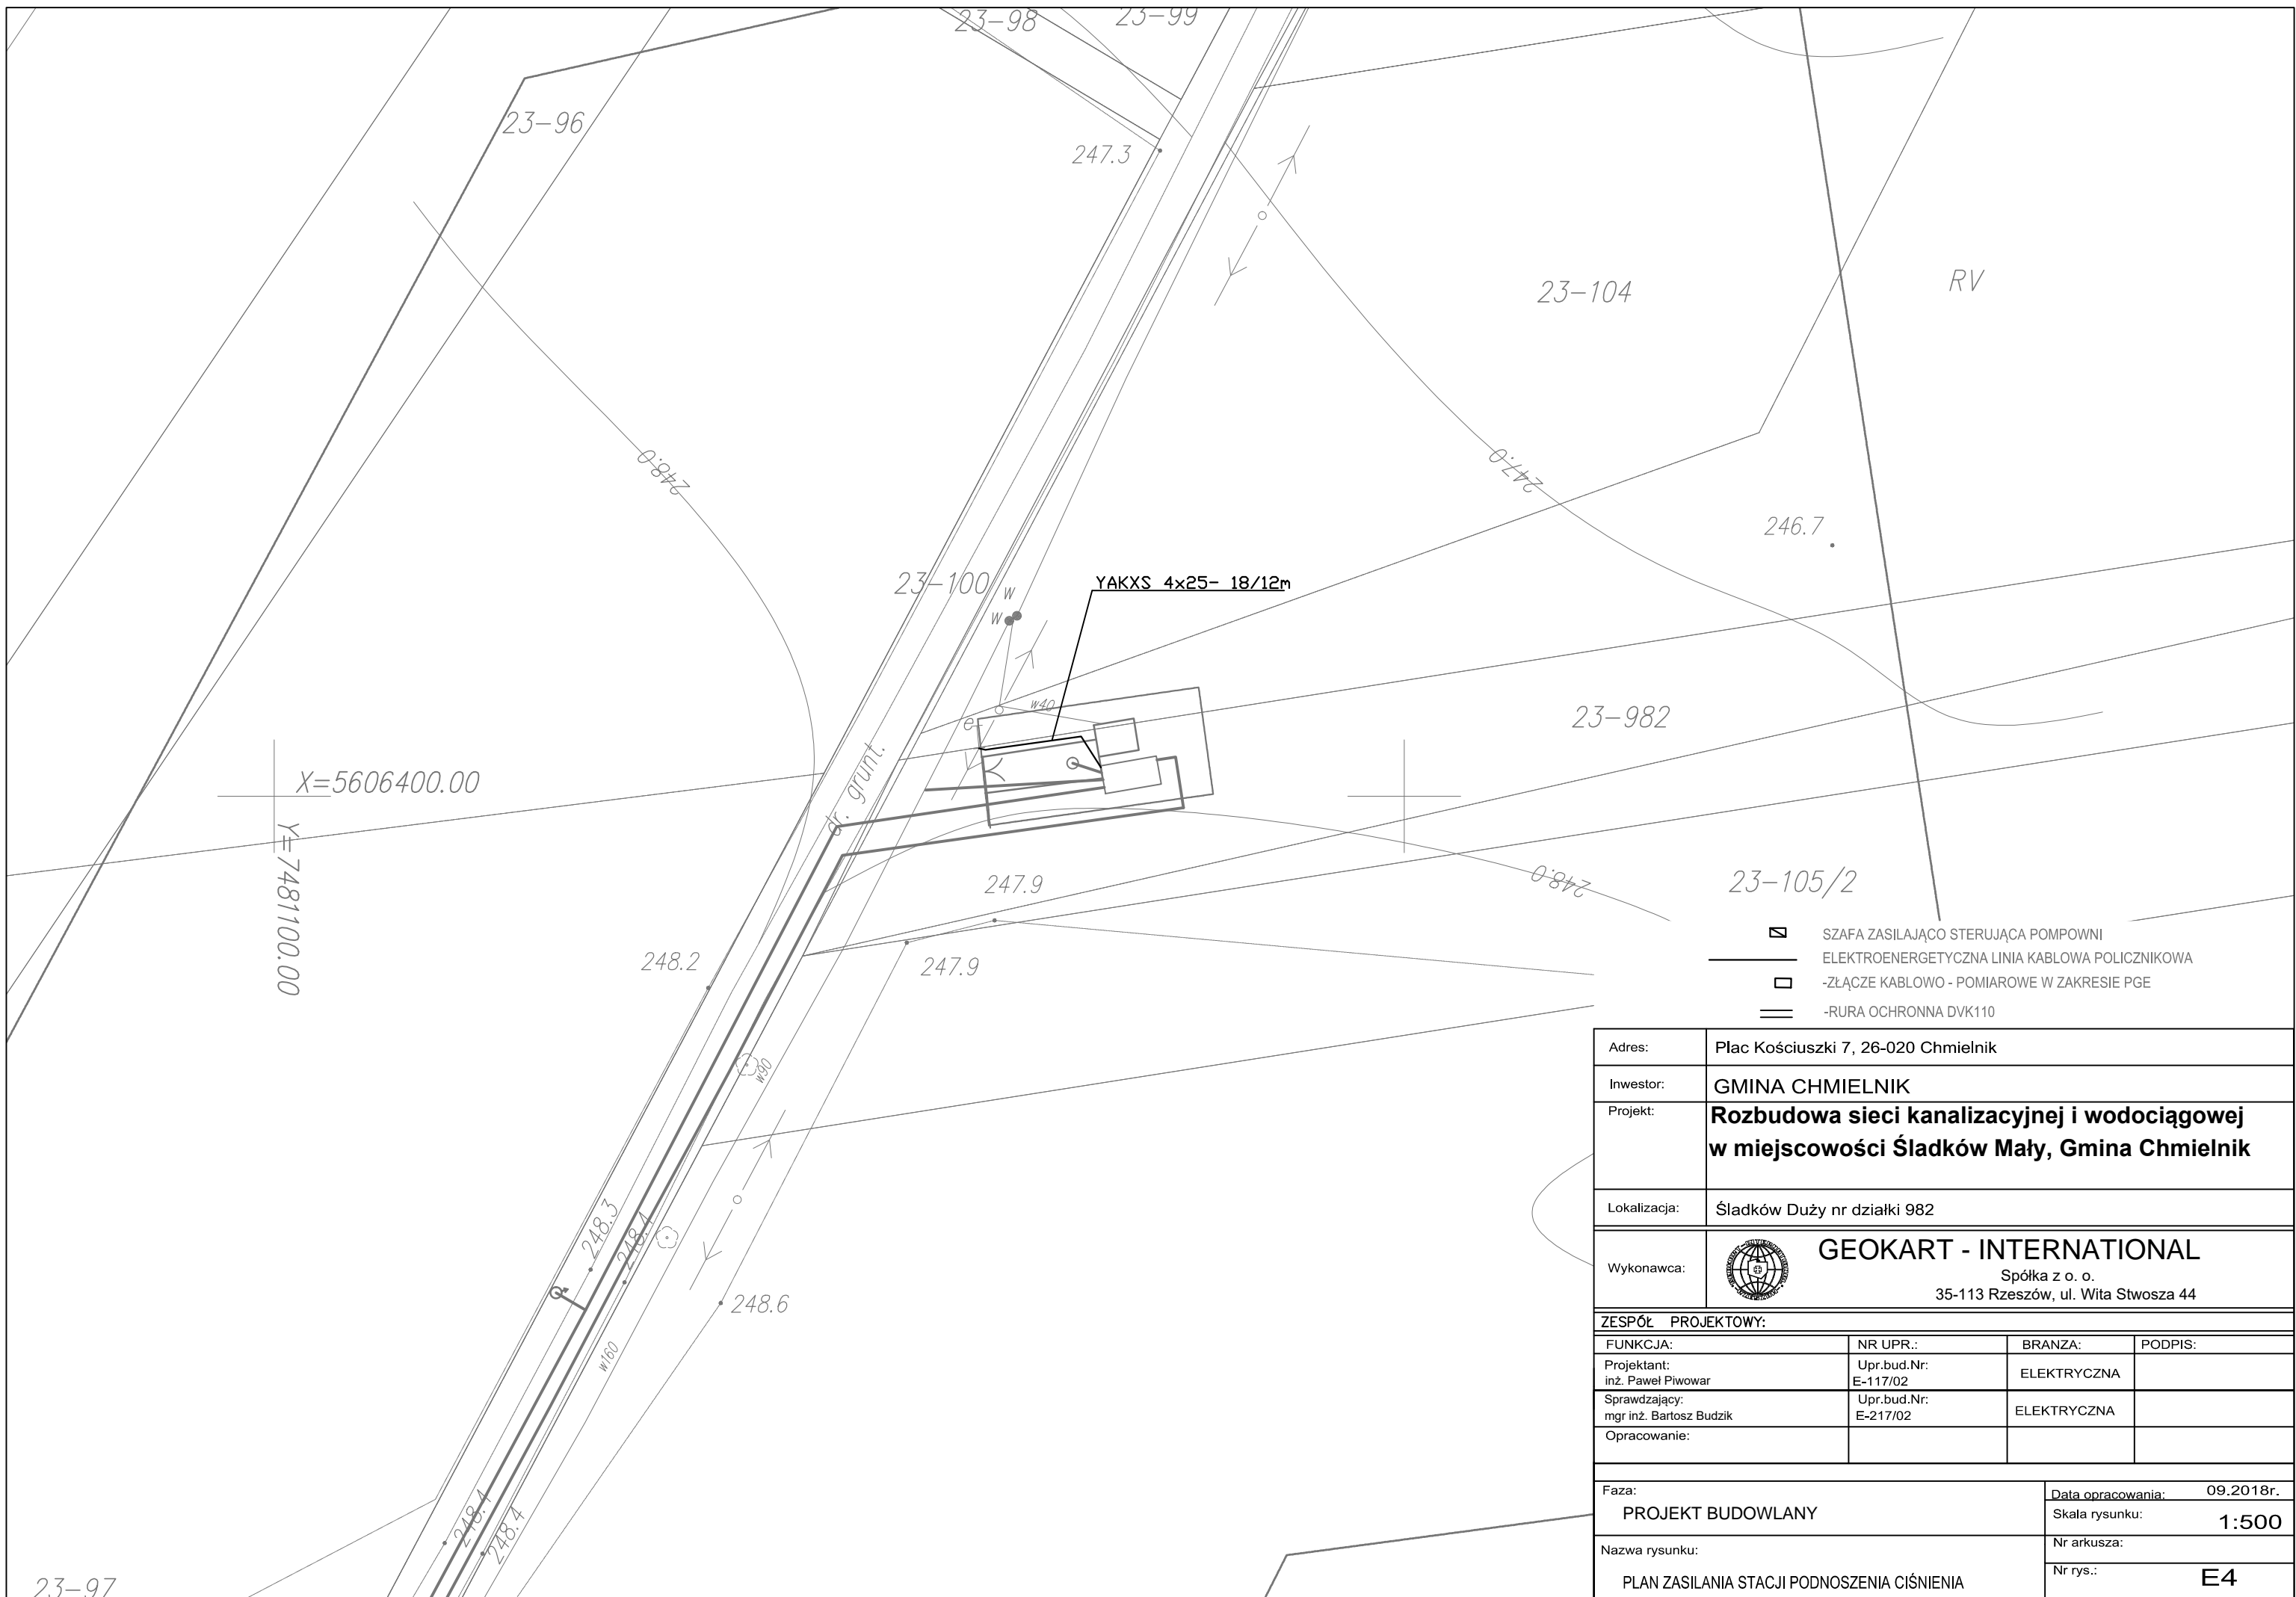 23-98
23-99
23-96
247.3
23-104
RV
248.0
247.0
246.7
23-100
w
w
YAKXS 4x25- 18/12m
e
w40
23-982
dr. grunt.
X=5606400.00
Y=7481100.00
247.9
248.0
23-105/2
248.2
247.9
w90
248.3
248.4
248.6
w160
248.4
248.4
23-97
SZAFA ZASILAJĄCO STERUJĄCA POMPOWNI
ELEKTROENERGETYCZNA LINIA KABLOWA POLICZNIKOWA
-ZŁĄCZE KABLOWO - POMIAROWE W ZAKRESIE PGE
-RURA OCHRONNA DVK110
Adres: Plac Kościuszki 7, 26-020 Chmielnik
Inwestor: GMINA CHMIELNIK
Projekt: Rozbudowa sieci kanalizacyjnej i wodociągowej
w miejscowości Śladków Mały, Gmina Chmielnik
Lokalizacja: Śladków Duży nr działki 982
Wykonawca: GEOKART - INTERNATIONAL
Spółka z o. o.
35-113 Rzeszów, ul. Wita Stwosza 44
ZESPÓŁ PROJEKTOWY:
FUNKCJA: NR UPR.: BRANZA: PODPIS:
Projektant: Upr.bud.Nr:
inż. Paweł Piwowar E-117/02 ELEKTRYCZNA
Sprawdzający: Upr.bud.Nr:
mgr inż. Bartosz Budzik E-217/02 ELEKTRYCZNA
Opracowanie:
Faza:
PROJEKT BUDOWLANY
Data opracowania: 09.2018r.
Skala rysunku: 1:500
Nazwa rysunku:
PLAN ZASILANIA STACJI PODNOSZENIA CIŚNIENIA
Nr arkusza:
Nr rys.: E4